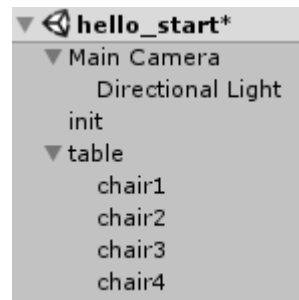 hello_start*
Main Camera
Directional Light
init
table
chair1
chair2
chair3
chair4